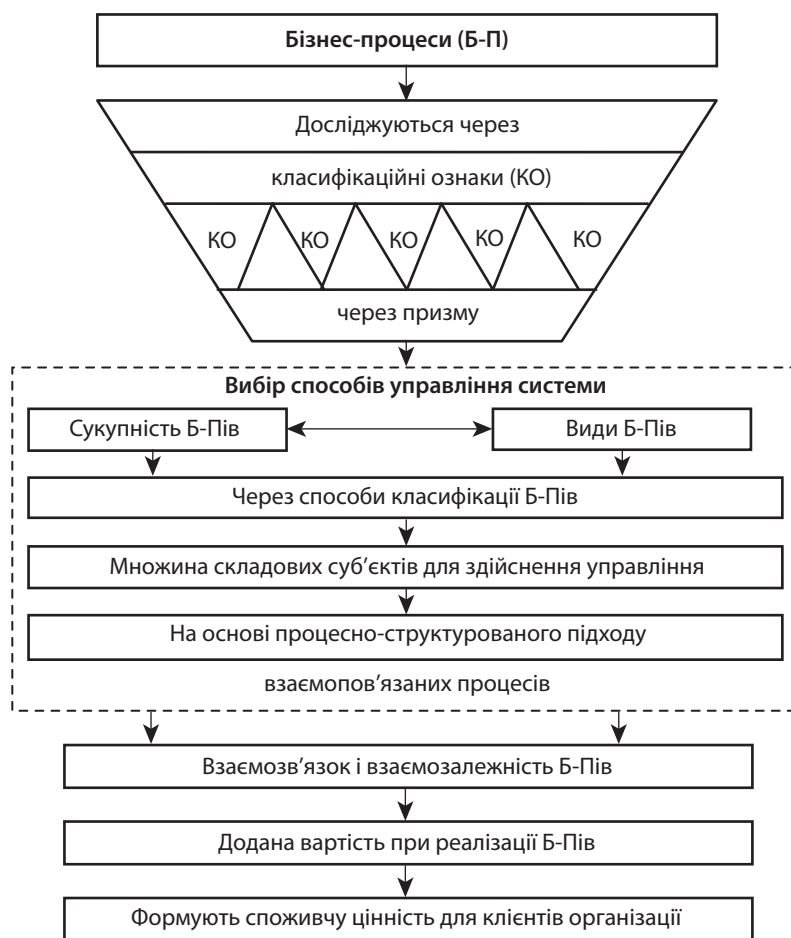 Бізнес-процеси (Б-П)
Досліджуються через
класифікаційні ознаки (КО)
КО КО КО КО КО
через призму
Вибір способів управління системи
Сукупність Б-Пів Види Б-Пів
Через способи класифікації Б-Пів
Множина складових суб’єктів для здійснення управління
На основі процесно-структурованого підходу
взаємопов’язаних процесів
Взаємозв’язок і взаємозалежність Б-Пів
Додана вартість при реалізації Б-Пів
Формують споживчу цінність для клієнтів організації